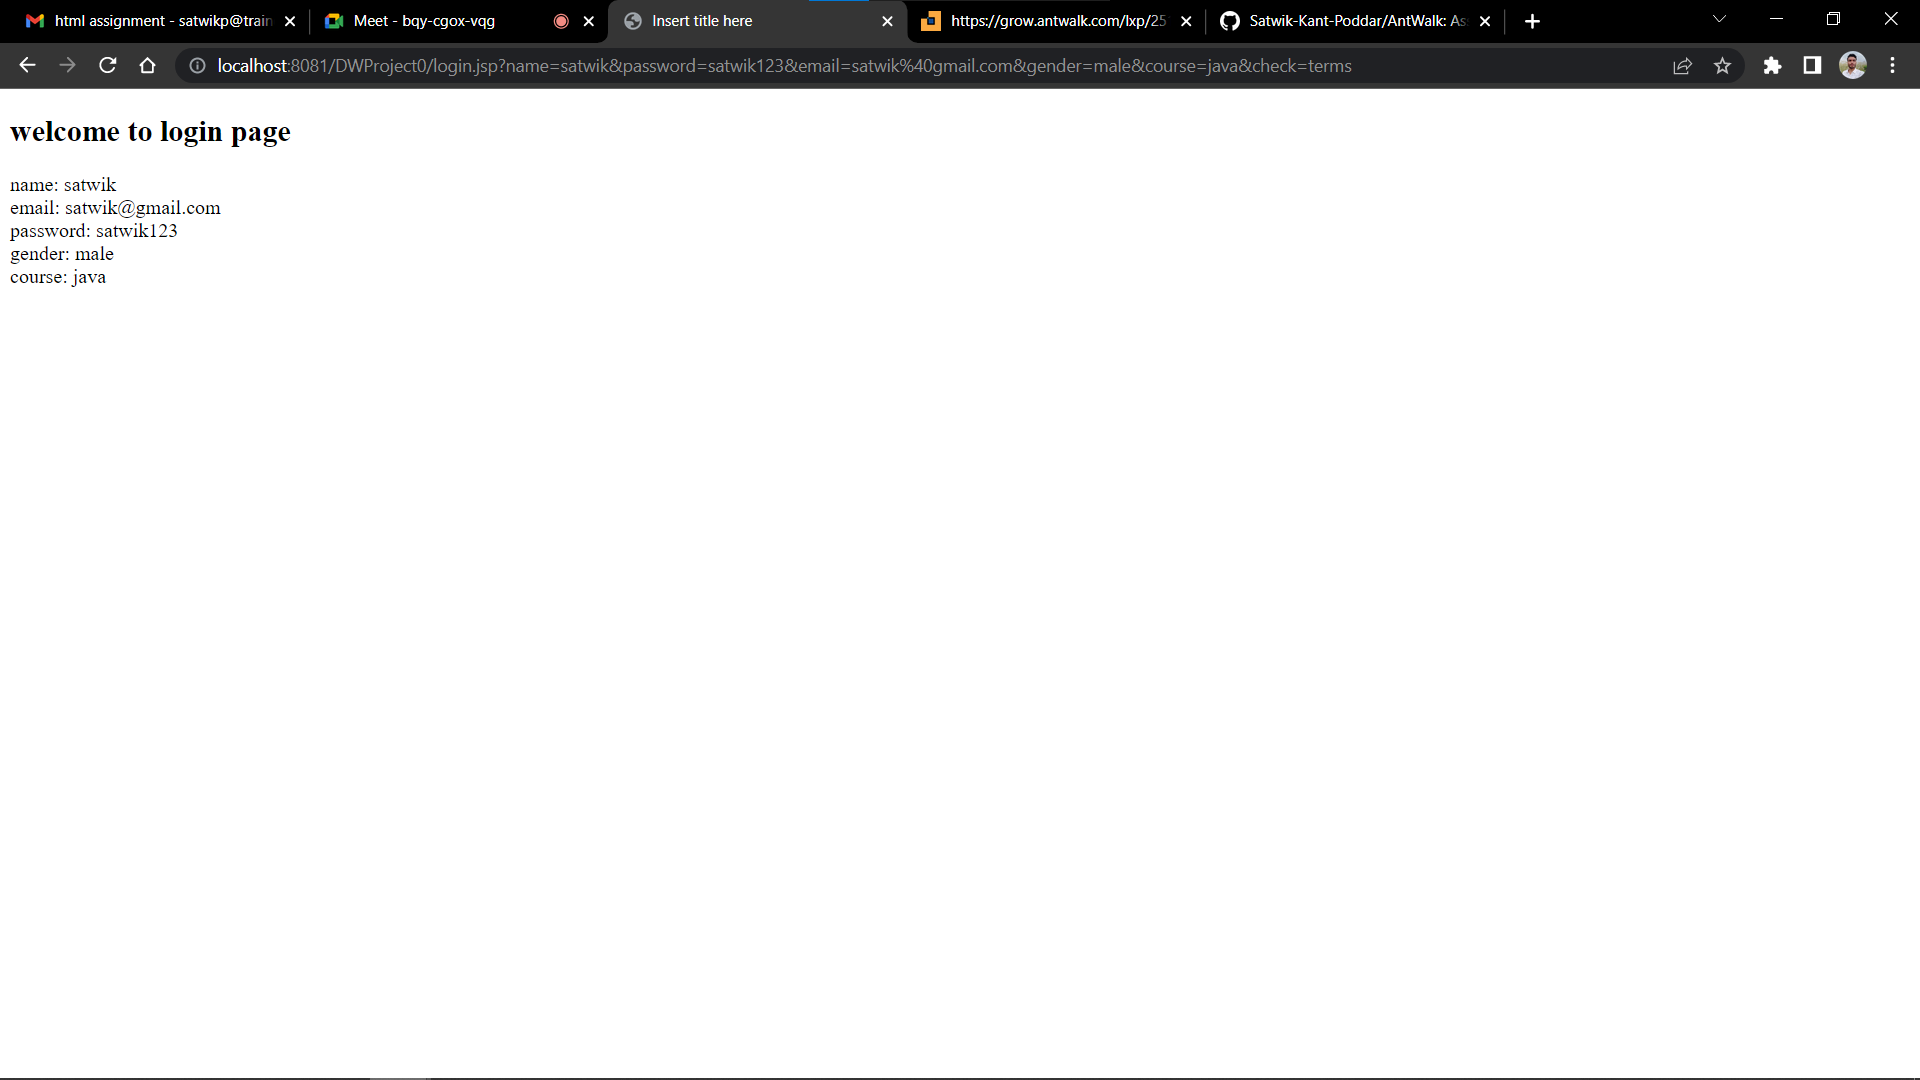 html assignment - satwikp@train
Meet - bqy-cgox-vqg
Insert title here
https://grow.antwalk.com/lxp/25
Satwik-Kant-Poddar/AntWalk: As
localhost:8081/DWProject0/login.jsp?name=satwik&password=satwik123&email=satwik%40gmail.com&gender=male&course=java&check=terms
welcome to login page
name: satwik
email: satwik@gmail.com
password: satwik123
gender: male
course: java